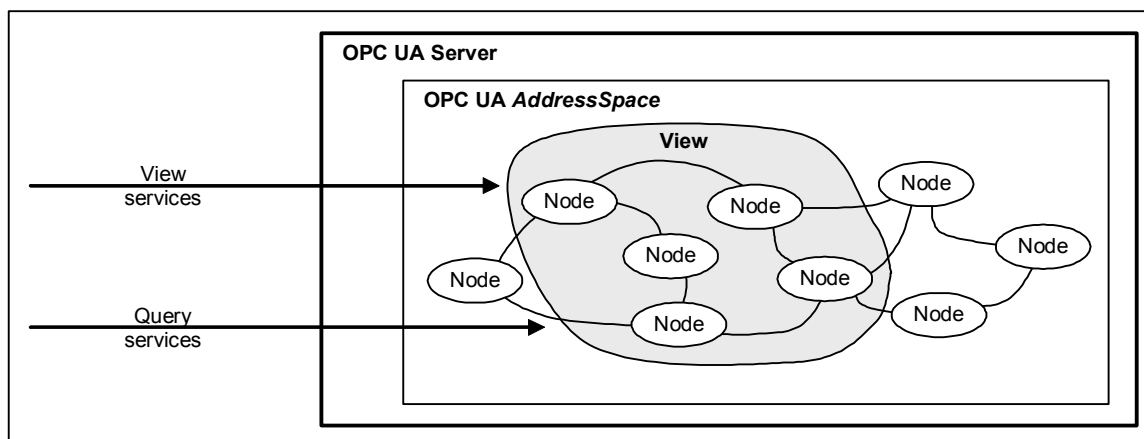 OPC UA Server
OPC UA AddressSpace
View
View
services
Node
Node
Node
Node
Node
Node
Node
Node
Node
Query
services